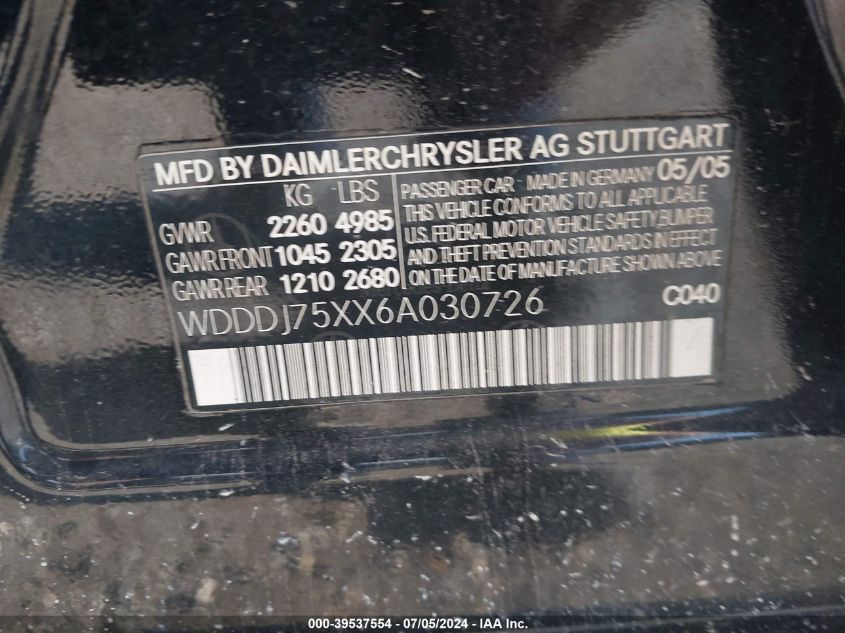 MFD BY DAIMLERCHRYSLER AG STUTTGART
KG LBS
GVWR 2260 4985
GAWR FRONT 1045 2305
GAWR REAR 1210 2680
PASSENGER CAR MADE IN GERMANY 05/05
THIS VEHICLE CONFORMS TO ALL APPLICABLE
U.S. FEDERAL MOTOR VEHICLE SAFETY, BUMPER
AND THEFT PREVENTION STANDARDS IN EFFECT
ON THE DATE OF MANUFACTURE SHOWN ABOVE
WDDDJ75XX6A030726 C040
000-39537554 / 07/05/2024 - © IAA Inc.